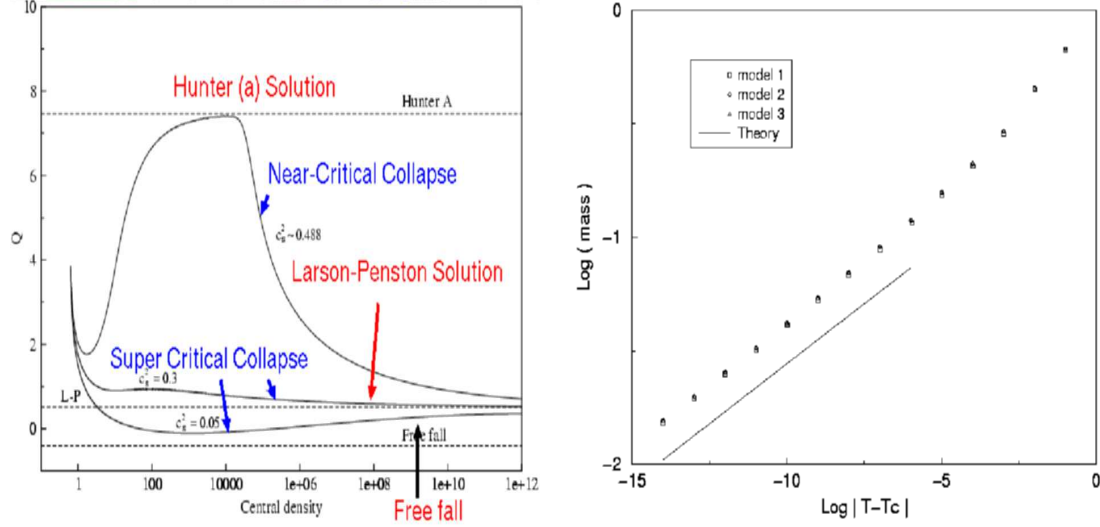 10
8
6
4
2
0
Q
Hunter (a) Solution
Hunter A
Near-Critical Collapse
c_s^2 ~ 0.488
Larson-Penston Solution
Super Critical Collapse
c_s^2 = 0.3
L-P
c_s^2 = 0.05
Free fall
1
100
10000
1e+06
1e+08
1e+10
1e+12
Central density
Free fall
0
-1
-2
Log ( mass )
model 1
model 2
model 3
Theory
-15
-10
-5
0
Log | T-Tc |